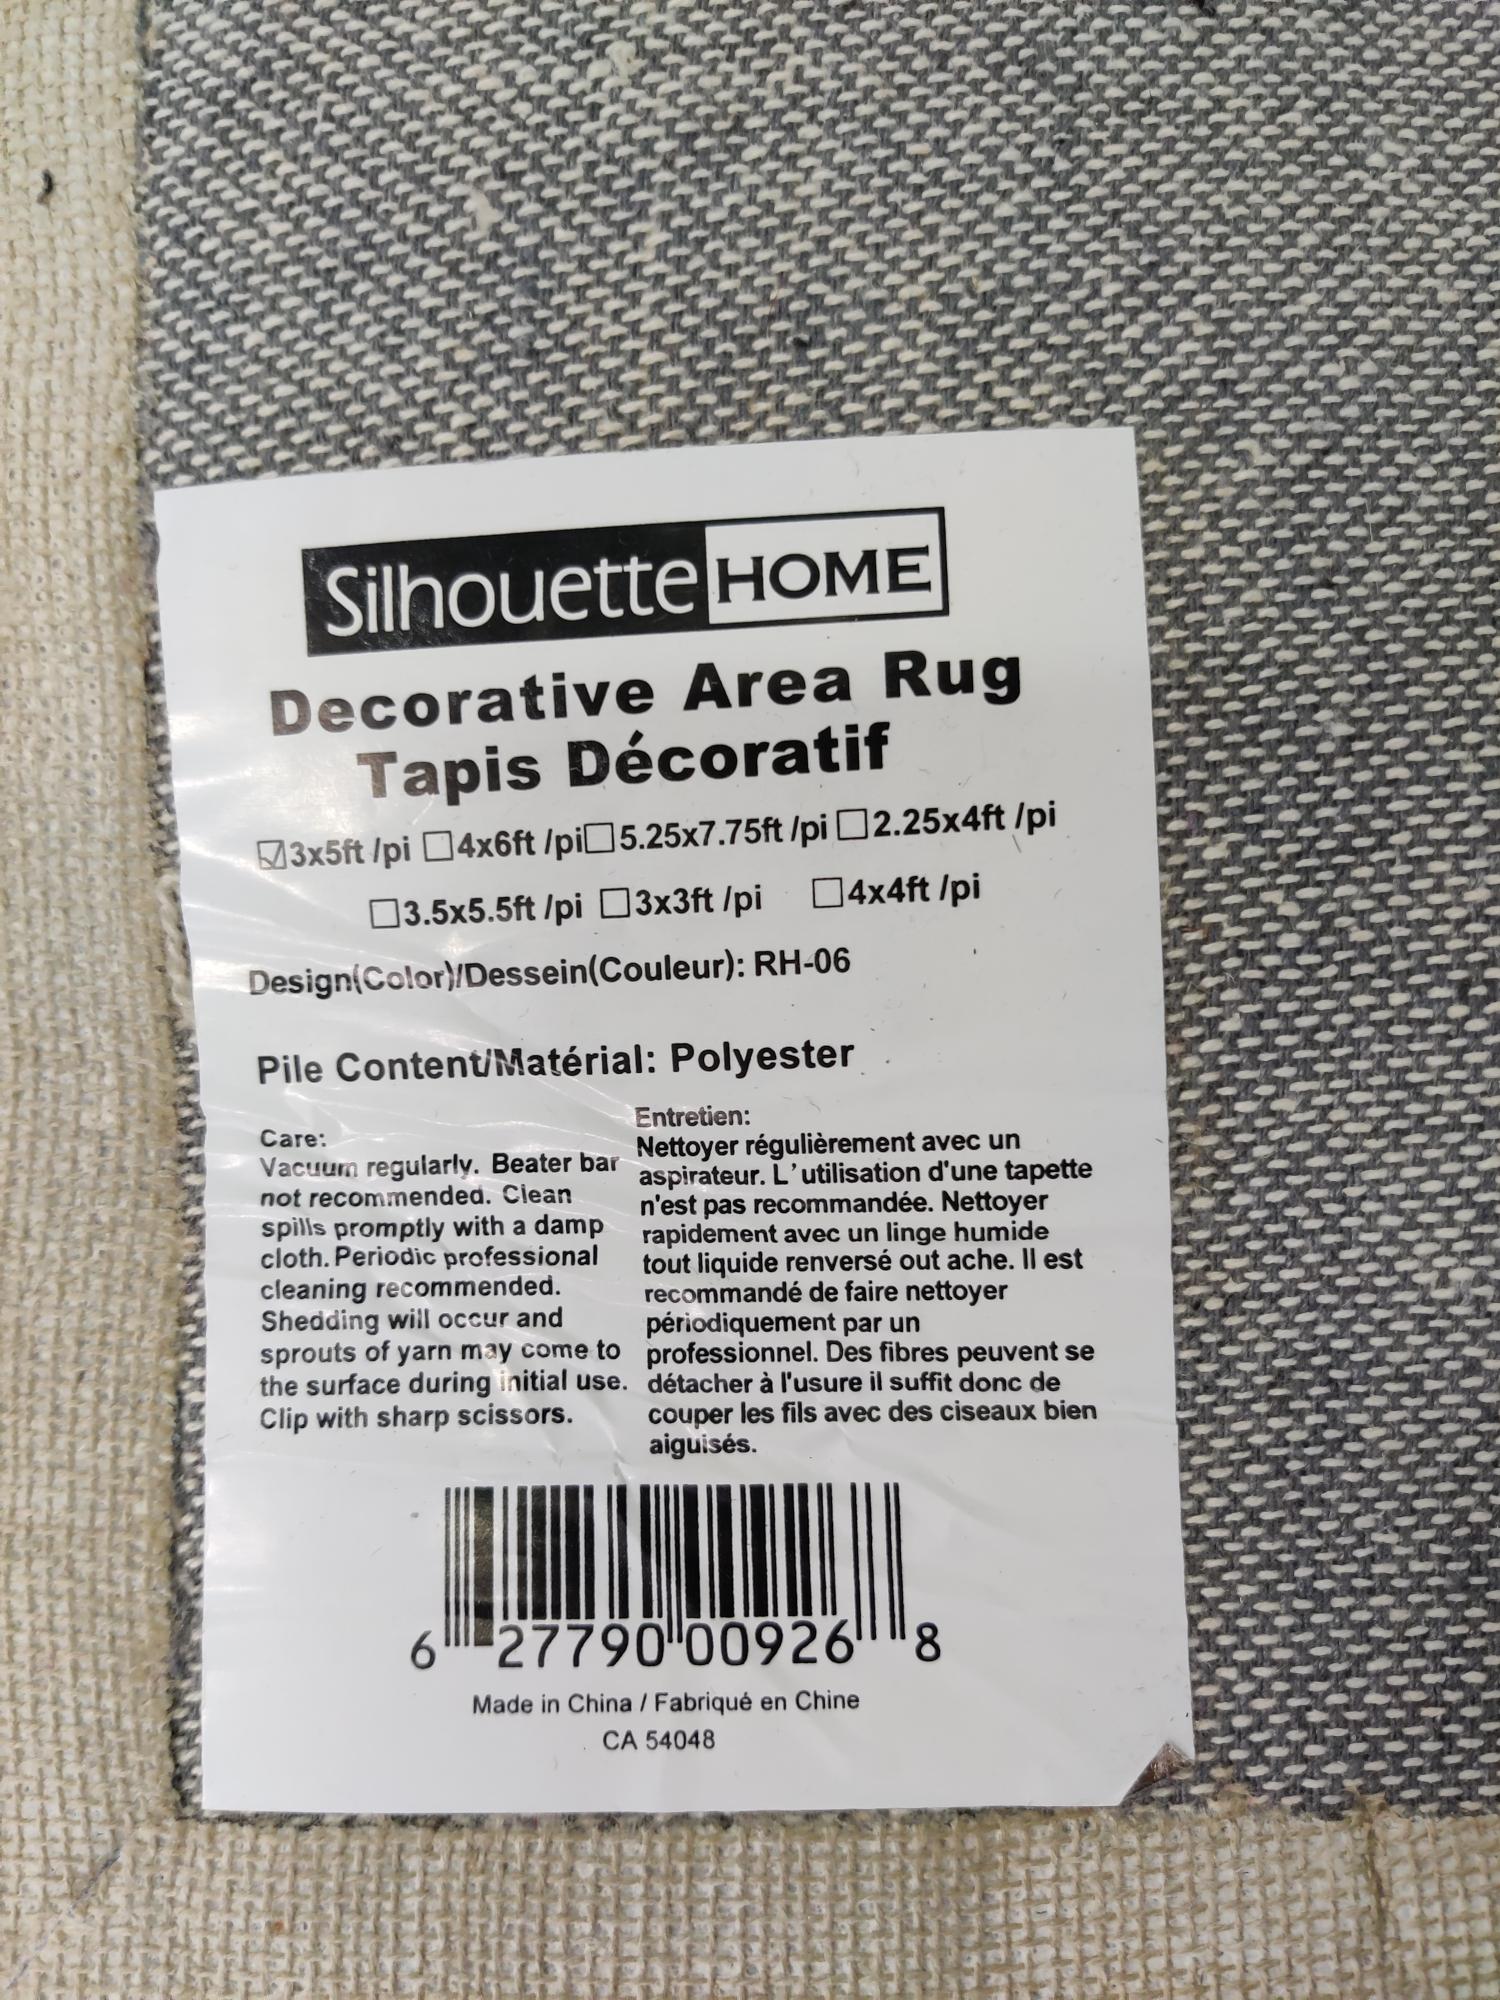 Silhouette HOME
Decorative Area Rug
Tapis Décoratif
☑3x5ft /pi ☐4x6ft /pi☐5.25x7.75ft /pi ☐2.25x4ft /pi
☐3.5x5.5ft /pi ☐3x3ft /pi ☐4x4ft /pi
Design(Color)/Dessein(Couleur): RH-06
Pile Content/Matérial: Polyester
Care:
Vacuum regularly. Beater bar
not recommended. Clean
spills promptly with a damp
cloth. Periodic professional
cleaning recommended.
Shedding will occur and
sprouts of yarn may come to
the surface during initial use.
Clip with sharp scissors.
Entretien:
Nettoyer régulièrement avec un
aspirateur. L'utilisation d'une tapette
n'est pas recommandée. Nettoyer
rapidement avec un linge humide
tout liquide renversé out ache. Il est
recommandé de faire nettoyer
périodiquement par un
professionnel. Des fibres peuvent se
détacher à l'usure il suffit donc de
couper les fils avec des ciseaux bien
aiguisés.
6 27790 00926 8
Made in China / Fabriqué en Chine
CA 54048